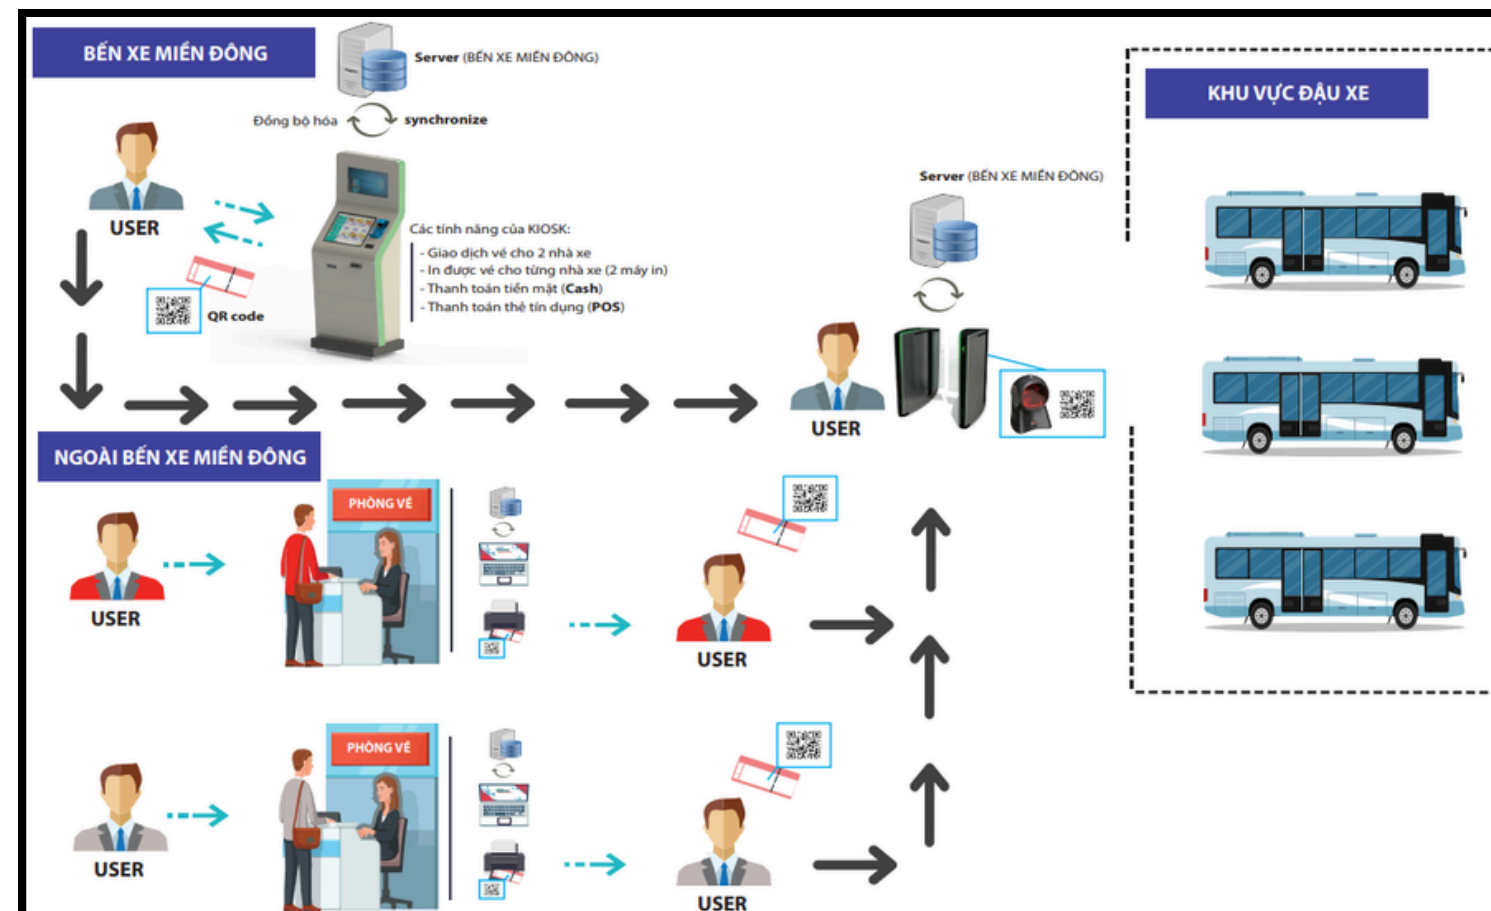 BẾN XE MIỀN ĐÔNG
Server (BẾN XE MIỀN ĐÔNG)
KHU VỰC ĐẬU XE
Đồng bộ hóa
synchronize
USER
Các tính năng của KIOSK:
- Giao dịch vé cho 2 nhà xe
- In được vé cho từng nhà xe (2 máy in)
- Thanh toán tiền mặt (Cash)
- Thanh toán thẻ tín dụng (POS)
QR code
Server (BẾN XE MIỀN ĐÔNG)
USER
NGOÀI BẾN XE MIỀN ĐÔNG
PHÒNG VÉ
USER
USER
PHÒNG VÉ
USER
USER